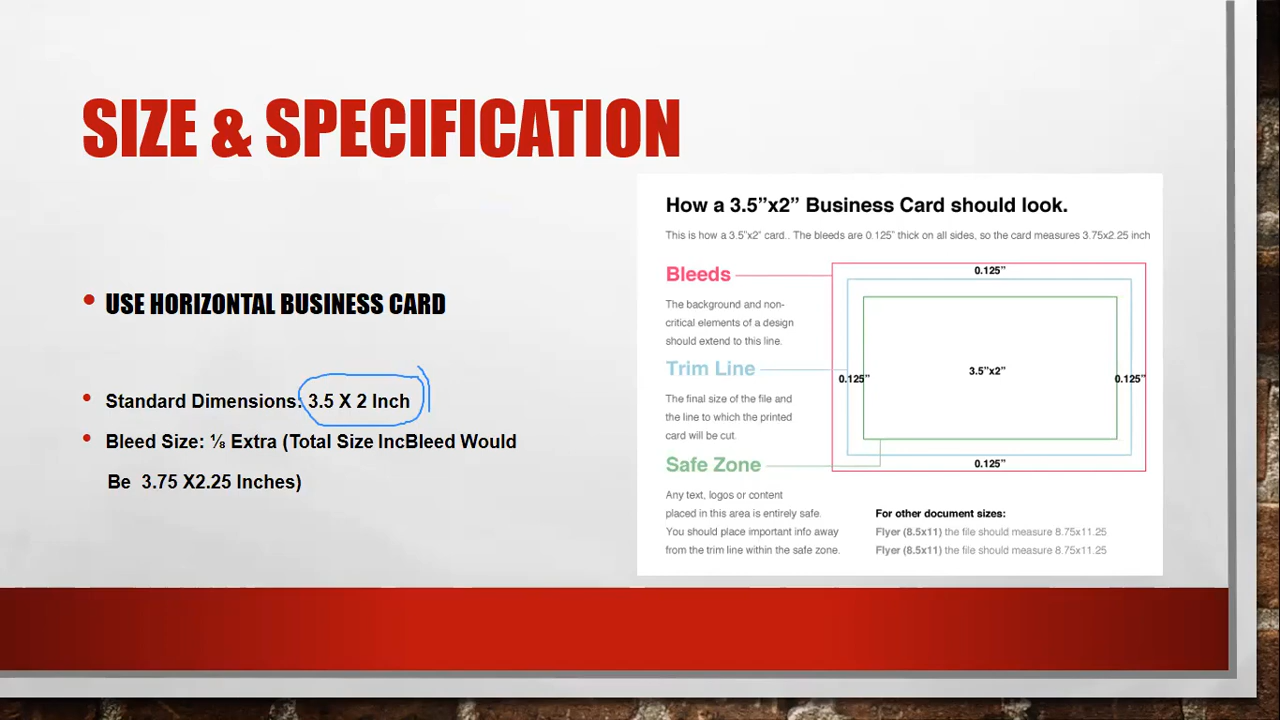 SIZE & SPECIFICATION
• USE HORIZONTAL BUSINESS CARD
• Standard Dimensions: 3.5 X 2 Inch
• Bleed Size: ⅛ Extra (Total Size IncBleed Would
Be 3.75 X2.25 Inches)
How a 3.5”x2” Business Card should look.
This is how a 3.5”x2” card.. The bleeds are 0.125” thick on all sides, so the card measures 3.75x2.25 inch
Bleeds
The background and non-
critical elements of a design
should extend to this line.
Trim Line
The final size of the file and
the line to which the printed
card will be cut.
Safe Zone
Any text, logos or content
placed in this area is entirely safe.
You should place important info away
from the trim line within the safe zone.
0.125”
0.125”
3.5”x2”
0.125”
0.125”
For other document sizes:
Flyer (8.5x11) the file should measure 8.75x11.25
Flyer (8.5x11) the file should measure 8.75x11.25